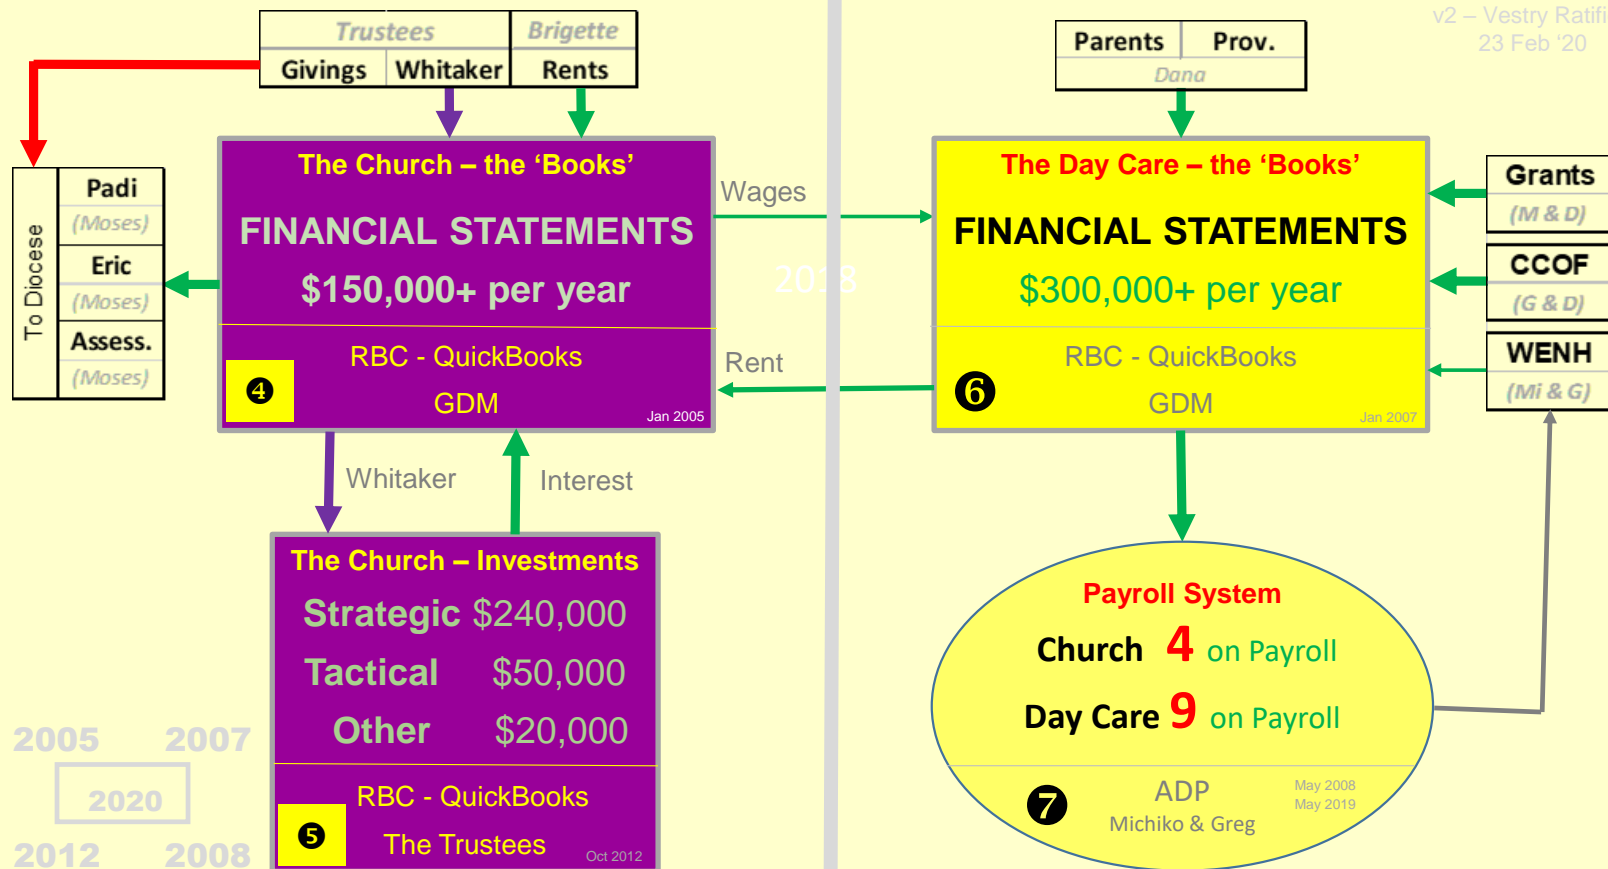 v2 – Vestry Ratifi
23 Feb ‘20
Trustees Brigette
Givings Whitaker Rents
Parents Prov.
Dana
To Diocese
Padi
(Moses)
Eric
(Moses)
Assess.
(Moses)
The Church – the ‘Books’
FINANCIAL STATEMENTS
$150,000+ per year
RBC - QuickBooks
4
GDM
Jan 2005
Wages
2018
Rent
The Day Care – the ‘Books’
FINANCIAL STATEMENTS
$300,000+ per year
RBC - QuickBooks
6
GDM
Jan 2007
Grants
(M & D)
CCOF
(G & D)
WENH
(Mi & G)
Whitaker
Interest
The Church – Investments
Strategic $240,000
Tactical $50,000
Other $20,000
RBC - QuickBooks
5
The Trustees
Oct 2012
Payroll System
Church 4 on Payroll
Day Care 9 on Payroll
7
ADP
Michiko & Greg
May 2008
May 2019
2005 2007
2020
2012 2008